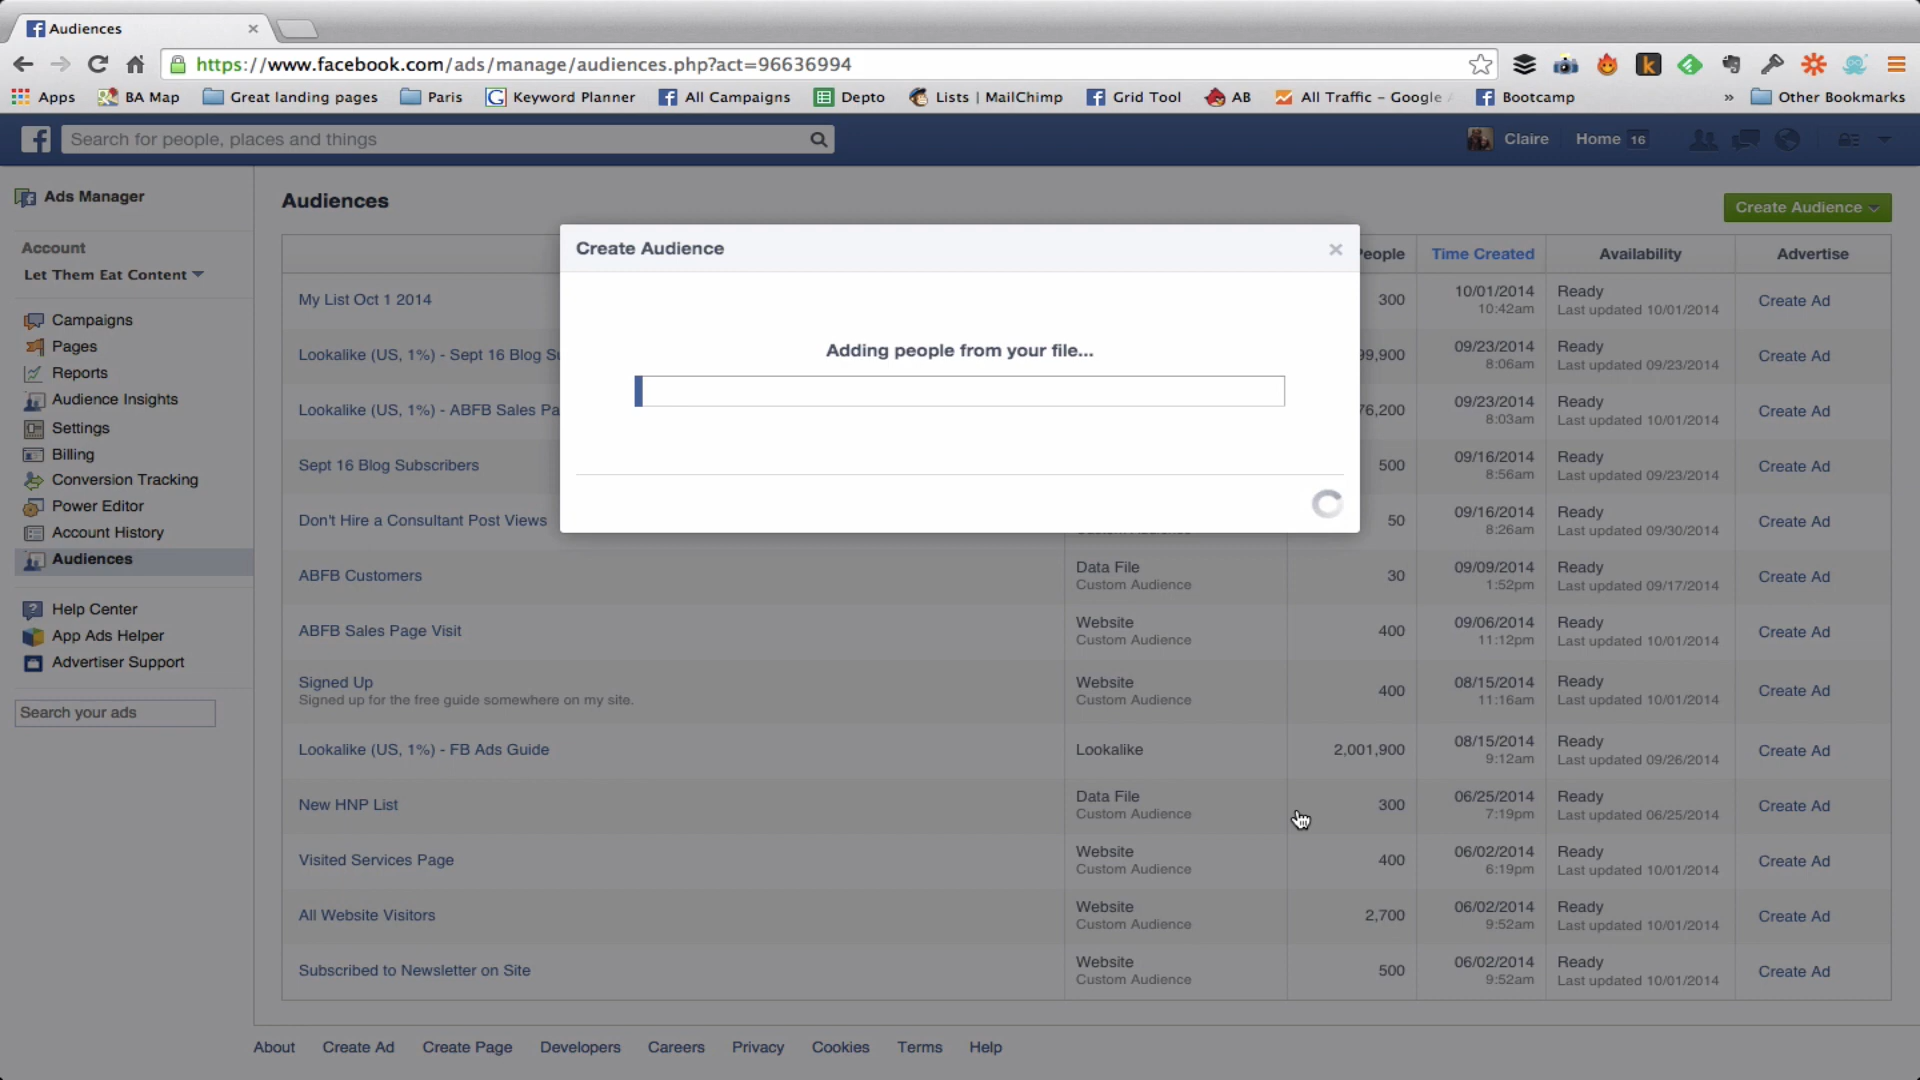 Audiences
https://www.facebook.com/ads/manage/audiences.php?act=96636994
Apps BA Map Great landing pages Paris Keyword Planner All Campaigns Depto Lists | MailChimp Grid Tool AB All Traffic – Google Bootcamp » Other Bookmarks
Search for people, places and things
Claire Home 16
Ads Manager
Account
Let Them Eat Content
Campaigns
Pages
Reports
Audience Insights
Settings
Billing
Conversion Tracking
Power Editor
Account History
Audiences
Help Center
App Ads Helper
Advertiser Support
Search your ads
Audiences
Create Audience
Create Audience
Adding people from your file...
People Time Created Availability Advertise
My List Oct 1 2014 300 10/01/2014 Ready Create Ad
10:42am Last updated 10/01/2014
Lookalike (US, 1%) - Sept 16 Blog 99,900 09/23/2014 Ready Create Ad
8:06am Last updated 09/23/2014
Lookalike (US, 1%) - ABFB Sales 76,200 09/23/2014 Ready Create Ad
8:03am Last updated 10/01/2014
Sept 16 Blog Subscribers 500 09/16/2014 Ready Create Ad
8:56am Last updated 09/23/2014
Don't Hire a Consultant Post Views 50 09/16/2014 Ready Create Ad
Custom Audience 8:26am Last updated 09/30/2014
ABFB Customers Data File 30 09/09/2014 Ready Create Ad
Custom Audience 1:52pm Last updated 09/17/2014
ABFB Sales Page Visit Website 400 09/06/2014 Ready Create Ad
Custom Audience 11:12pm Last updated 10/01/2014
Signed Up Website 400 08/15/2014 Ready Create Ad
Signed up for the free guide somewhere on my site. Custom Audience 11:16am Last updated 10/01/2014
Lookalike (US, 1%) - FB Ads Guide Lookalike 2,001,900 08/15/2014 Ready Create Ad
9:12am Last updated 09/26/2014
New HNP List Data File 300 06/25/2014 Ready Create Ad
Custom Audience 7:19pm Last updated 06/25/2014
Visited Services Page Website 400 06/02/2014 Ready Create Ad
Custom Audience 6:19pm Last updated 10/01/2014
All Website Visitors Website 2,700 06/02/2014 Ready Create Ad
Custom Audience 9:52am Last updated 10/01/2014
Subscribed to Newsletter on Site Website 500 06/02/2014 Ready Create Ad
Custom Audience 9:52am Last updated 10/01/2014
About Create Ad Create Page Developers Careers Privacy Cookies Terms Help